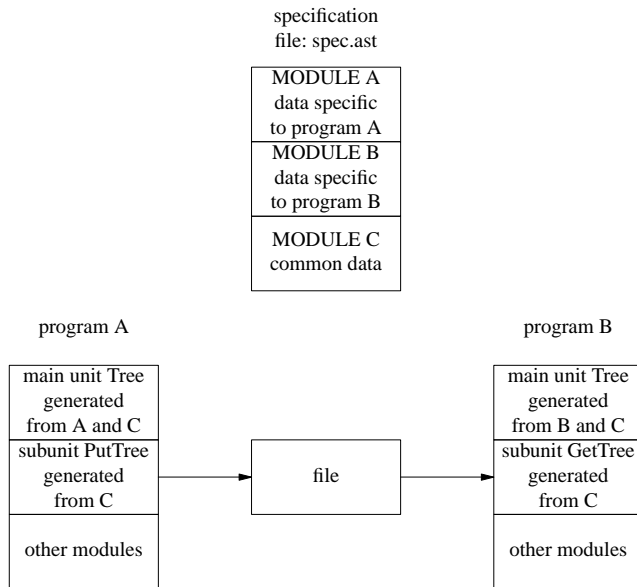 specification
file: spec.ast
MODULE A
data specific
to program A
MODULE B
data specific
to program B
MODULE C
common data
program A
program B
main unit Tree
generated
from A and C
subunit PutTree
generated
from C
other modules
file
main unit Tree
generated
from B and C
subunit GetTree
generated
from C
other modules